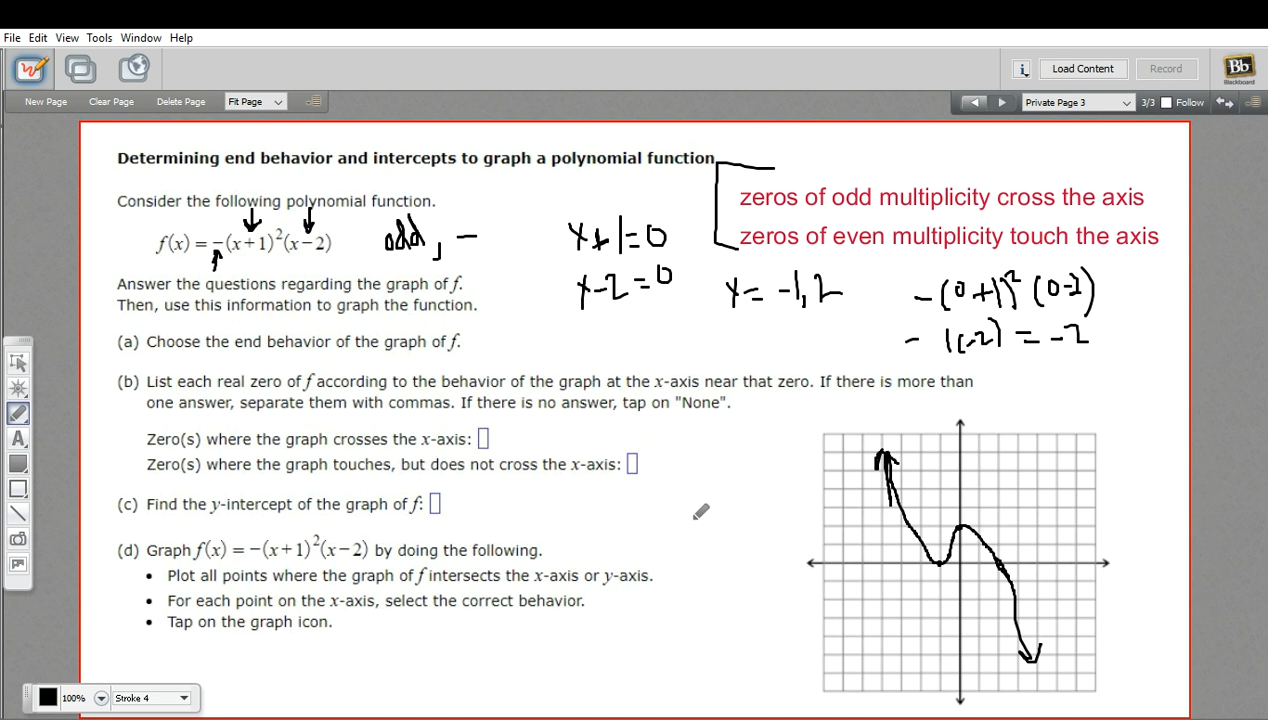 File Edit View Tools Window Help
i Load Content Record Bb Blackboard
New Page Clear Page Delete Page Fit Page Private Page 3 3/3 Follow
Determining end behavior and intercepts to graph a polynomial function
zeros of odd multiplicity cross the axis
zeros of even multiplicity touch the axis
Consider the following polynomial function.
f(x) = −(x+1)²(x−2) odd, −
x+1=0
x-2=0
x = -1, 2
-(0+1)²(0-2)
- 1(-2) = -2
Answer the questions regarding the graph of f.
Then, use this information to graph the function.
(a) Choose the end behavior of the graph of f.
(b) List each real zero of f according to the behavior of the graph at the x-axis near that zero. If there is more than
one answer, separate them with commas. If there is no answer, tap on "None".
Zero(s) where the graph crosses the x-axis:
Zero(s) where the graph touches, but does not cross the x-axis:
(c) Find the y-intercept of the graph of f:
(d) Graph f(x) = −(x+1)²(x−2) by doing the following.
• Plot all points where the graph of f intersects the x-axis or y-axis.
• For each point on the x-axis, select the correct behavior.
• Tap on the graph icon.
A
100% Stroke 4